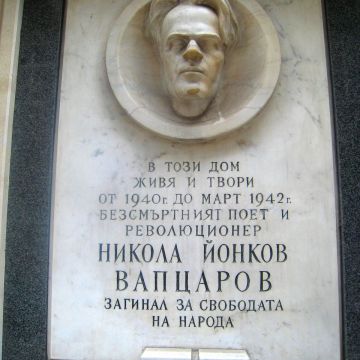 В ТОЗИ ДОМ
ЖИВЯ И ТВОРИ
ОТ 1940г. ДО МАРТ 1942г.
БЕЗСМЪРТНИЯТ ПОЕТ И
РЕВОЛЮЦИОНЕР
НИКОЛА ЙОНКОВ
ВАПЦАРОВ
ЗАГИНАЛ ЗА СВОБОДАТА
НА НАРОДА